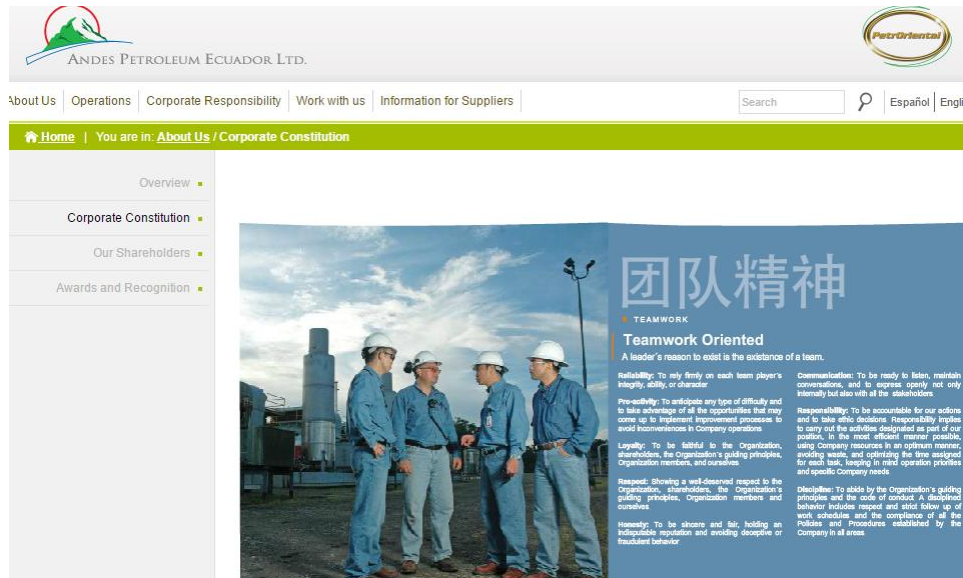 ANDES PETROLEUM ECUADOR LTD.
PetrOriental
About Us Operations Corporate Responsibility Work with us Information for Suppliers
Search
Español Engli
Home | You are in: About Us / Corporate Constitution
Overview
Corporate Constitution
Our Shareholders
Awards and Recognition
团队精神
TEAMWORK
Teamwork Oriented
A leader´s reason to exist is the existance of a team.
Reliability: To rely firmly on each team player´s
integrity, ability, or character
Pro-activity: To anticipate any type of difficulty and
to take advantage of all the opportunities that may
come up to implement improvement processes to
avoid inconveniences in Company operations
Loyalty: To be faithful to the Organization,
shareholders, the Organization´s guiding principles,
Organization members, and ourselves
Respect: Showing a well-deserved respect to the
Organization, shareholders, the Organization´s
guiding principles, Organization members and
ourselves
Honesty: To be sincere and fair, holding an
indisputable reputation and avoiding deceptive or
fraudulent behavior
Communication: To be ready to listen, maintain
conversations, and to express openly not only
internally but also with all the stakeholders
Responsibility: To be accountable for our actions
and to take ethic decisions Responsibility implies
to carry out the activities designated as part of our
position, in the most efficient manner possible,
using Company resources in an optimum manner,
avoiding waste, and optimizing the time assigned
for each task, keeping in mind operation priorities
and specific Company needs
Discipline: To abide by the Organization´s guiding
principles and the code of conduct A disciplined
behavior includes respect and strict follow up of
work schedules and the compliance of all the
Policies and Procedures established by the
Company in all areas